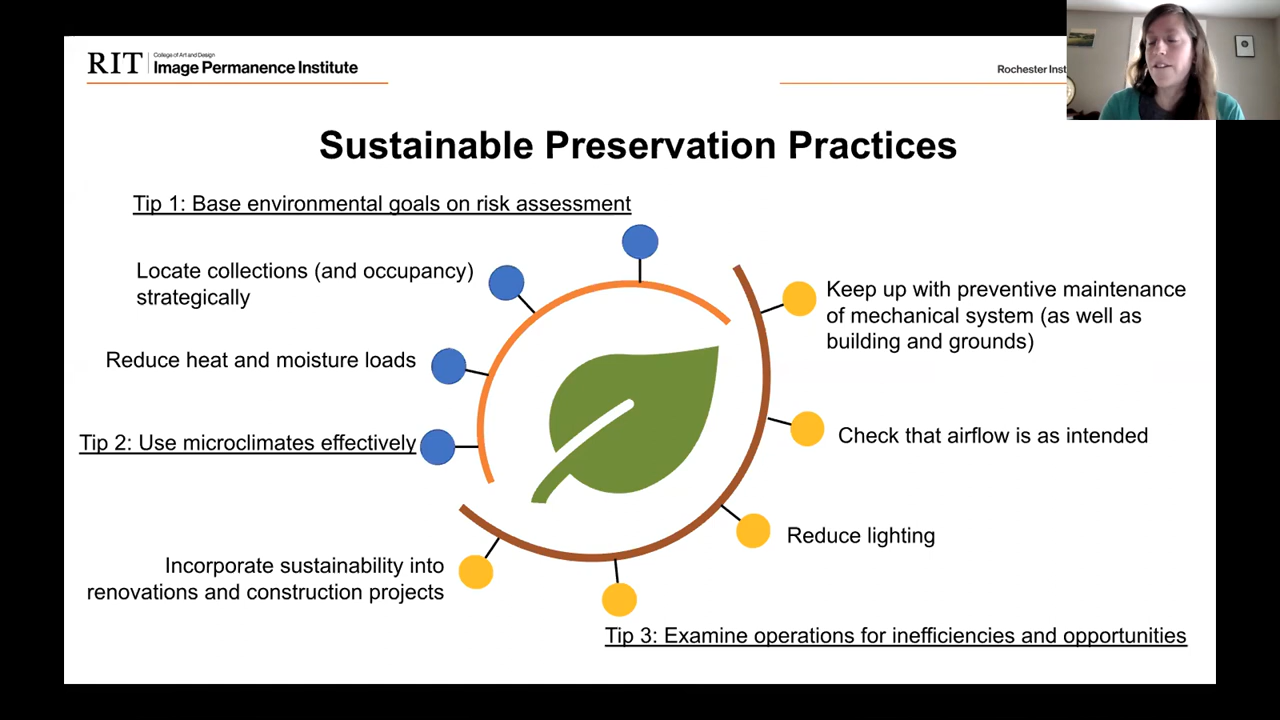 RIT
College of Art and Design
Image Permanence Institute
Rochester Inst
Sustainable Preservation Practices
Tip 1: Base environmental goals on risk assessment
Locate collections (and occupancy)
strategically
Reduce heat and moisture loads
Tip 2: Use microclimates effectively
Incorporate sustainability into
renovations and construction projects
Keep up with preventive maintenance
of mechanical system (as well as
building and grounds)
Check that airflow is as intended
Reduce lighting
Tip 3: Examine operations for inefficiencies and opportunities